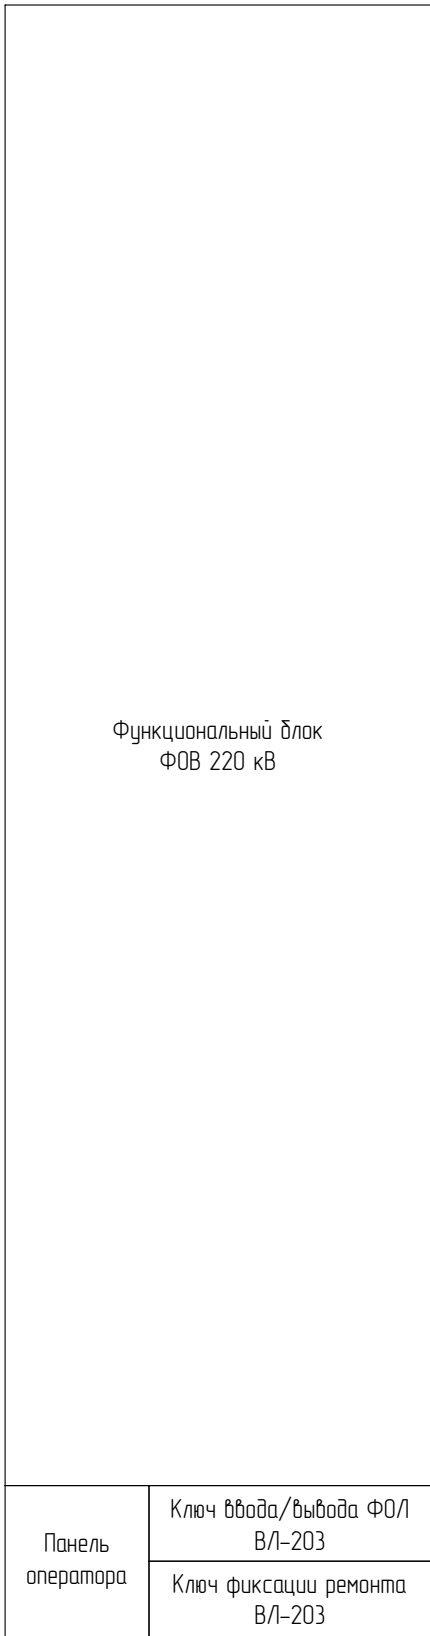 Функциональный блок
ФОВ 220 кВ
Панель
оператора
Ключ ввода/вывода ФОЛ
ВЛ-203
Ключ фиксации ремонта
ВЛ-203